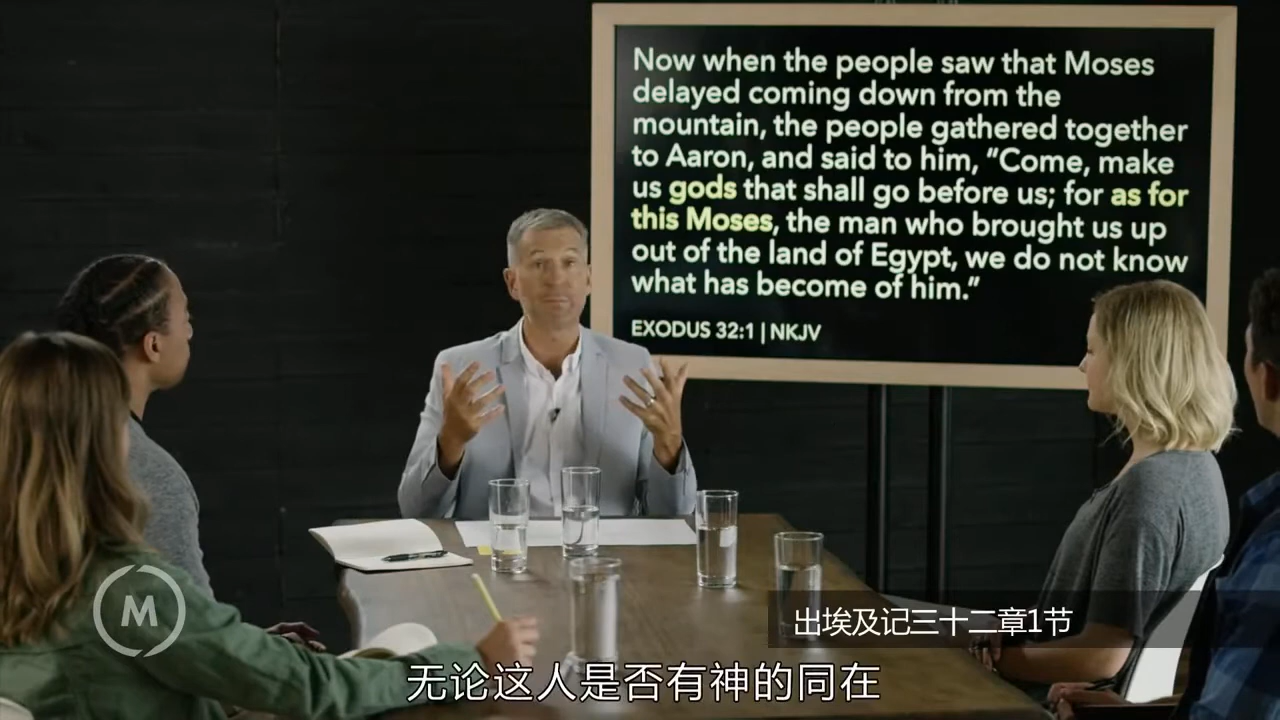 Now when the people saw that Moses
delayed coming down from the
mountain, the people gathered together
to Aaron, and said to him, “Come, make
us gods that shall go before us; for as for
this Moses, the man who brought us up
out of the land of Egypt, we do not know
what has become of him.”
EXODUS 32:1 | NKJV
M
出埃及记三十二章1节
无论这人是否有神的同在